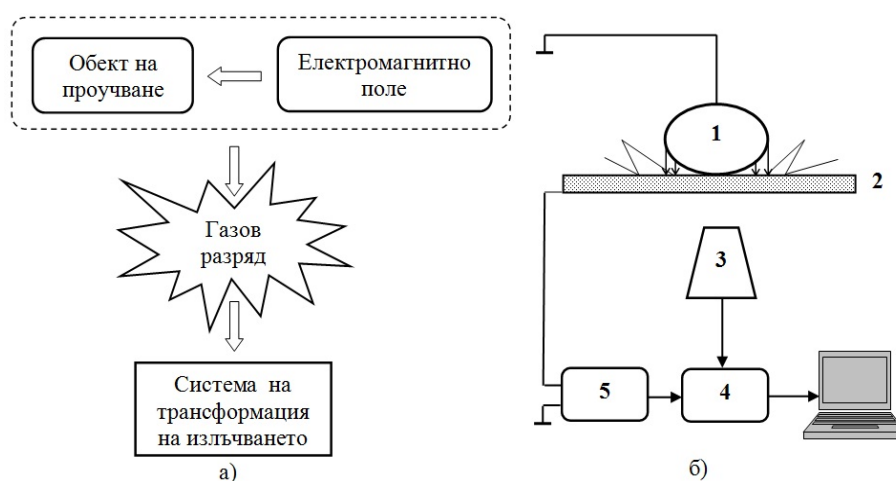 Обект на
проучване
Електромагнитно
поле
Газов
разряд
Система на
трансформация
на излъчването
а)
1
2
3
5
4
б)